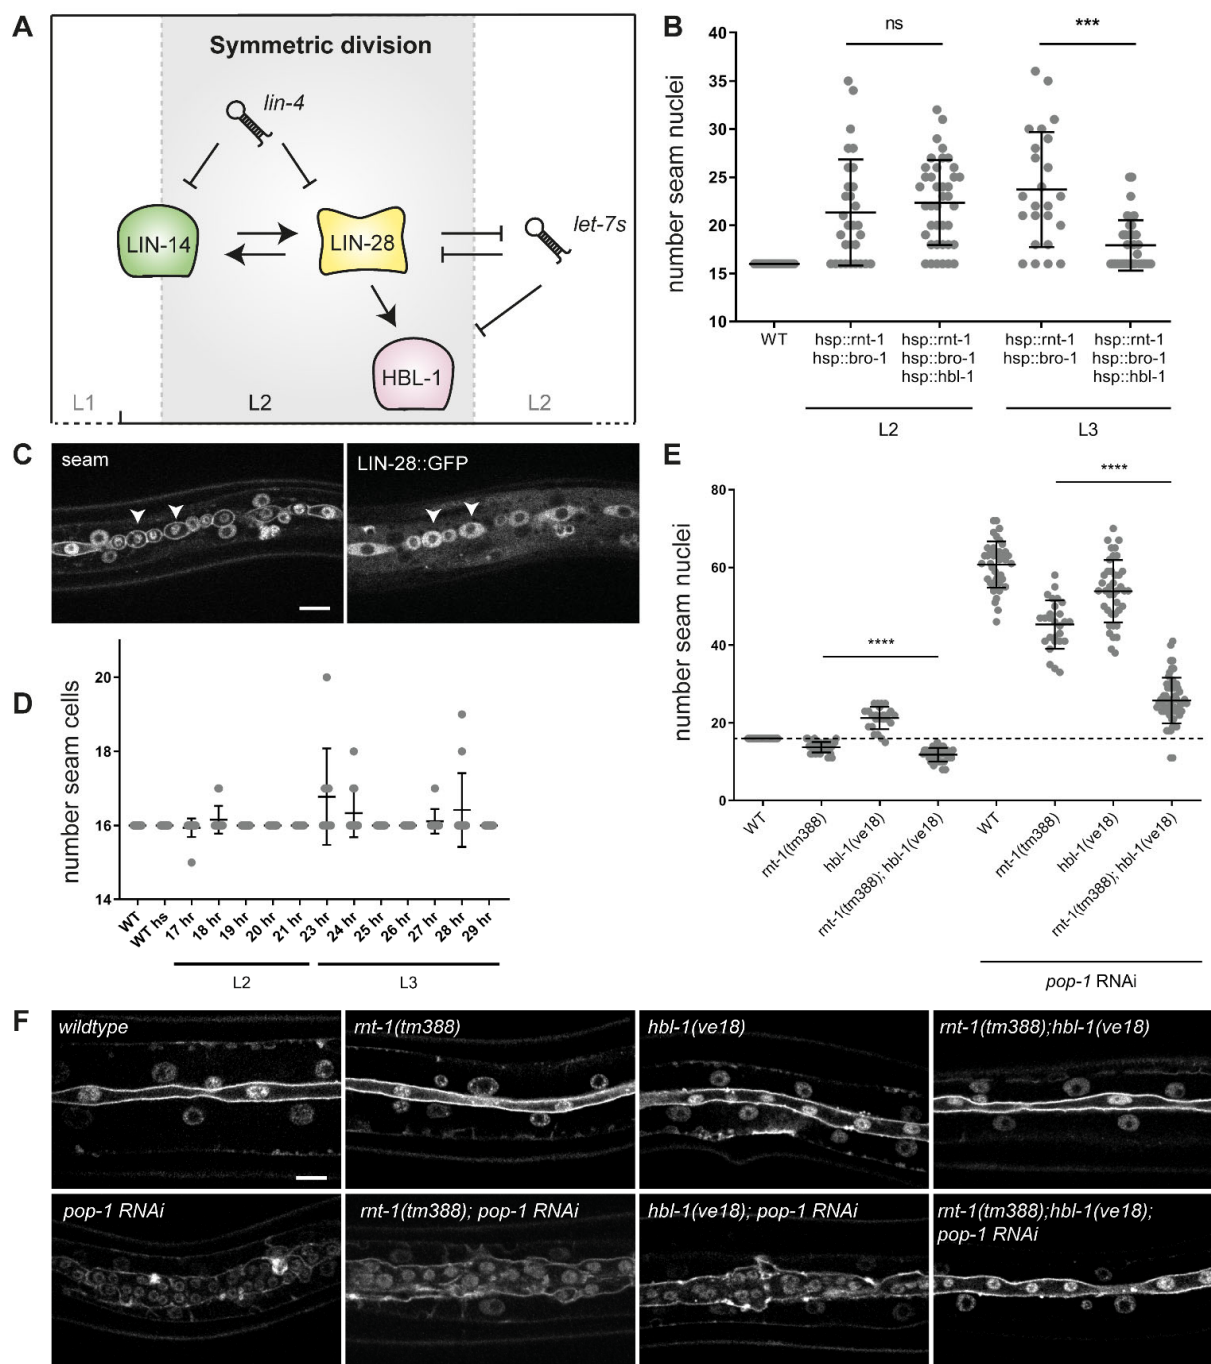 A
Symmetric division
lin-4
LIN-14
LIN-28
let-7s
HBL-1
L1
L2
L2
B
number seam nuclei
40
35
30
25
20
15
10
ns
***
WT
hsp::rnt-1
hsp::bro-1
hsp::rnt-1
hsp::bro-1
hsp::hbl-1
hsp::rnt-1
hsp::bro-1
hsp::rnt-1
hsp::bro-1
hsp::hbl-1
L2
L3
C
seam
LIN-28::GFP
D
number seam cells
20
18
16
14
WT
WT hs
17 hr
18 hr
19 hr
20 hr
21 hr
23 hr
24 hr
25 hr
26 hr
27 hr
28 hr
29 hr
L2
L3
E
number seam nuclei
80
60
40
20
0
****
****
WT
rnt-1(tm388)
hbl-1(ve18)
rnt-1(tm388); hbl-1(ve18)
WT
rnt-1(tm388)
hbl-1(ve18)
rnt-1(tm388); hbl-1(ve18)
pop-1 RNAi
F
wildtype
rnt-1(tm388)
hbl-1(ve18)
rnt-1(tm388);hbl-1(ve18)
pop-1 RNAi
rnt-1(tm388); pop-1 RNAi
hbl-1(ve18); pop-1 RNAi
rnt-1(tm388);hbl-1(ve18);
pop-1 RNAi